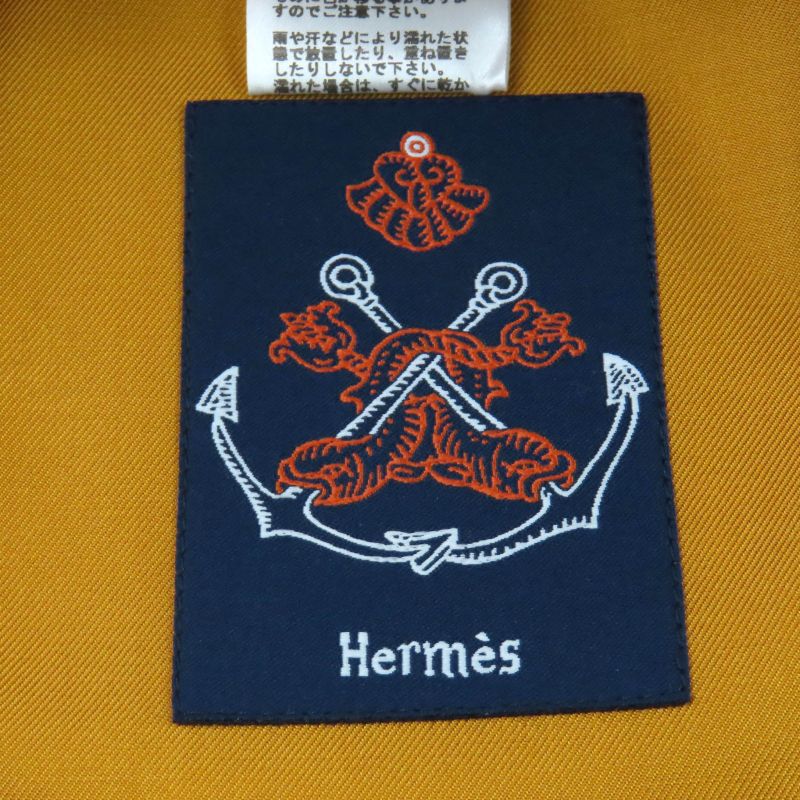 すのでご注意下さい。
雨や汗などにより濡れた状
態で放置したり、重ね置き
したりしないで下さい。
濡れた場合は、すぐに乾か
Hermès